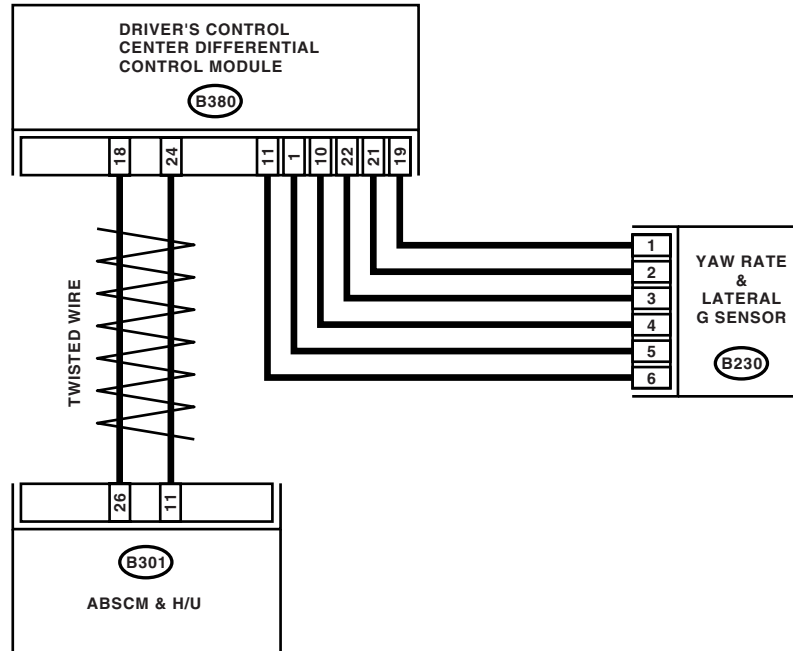 DRIVER'S CONTROL
CENTER DIFFERENTIAL
CONTROL MODULE
B380
18 24 11 1 10 22 21 19
1
2
3
4
5
6
YAW RATE
&
LATERAL
G SENSOR
B230
TWISTED WIRE
26 11
B301
ABSCM & H/U